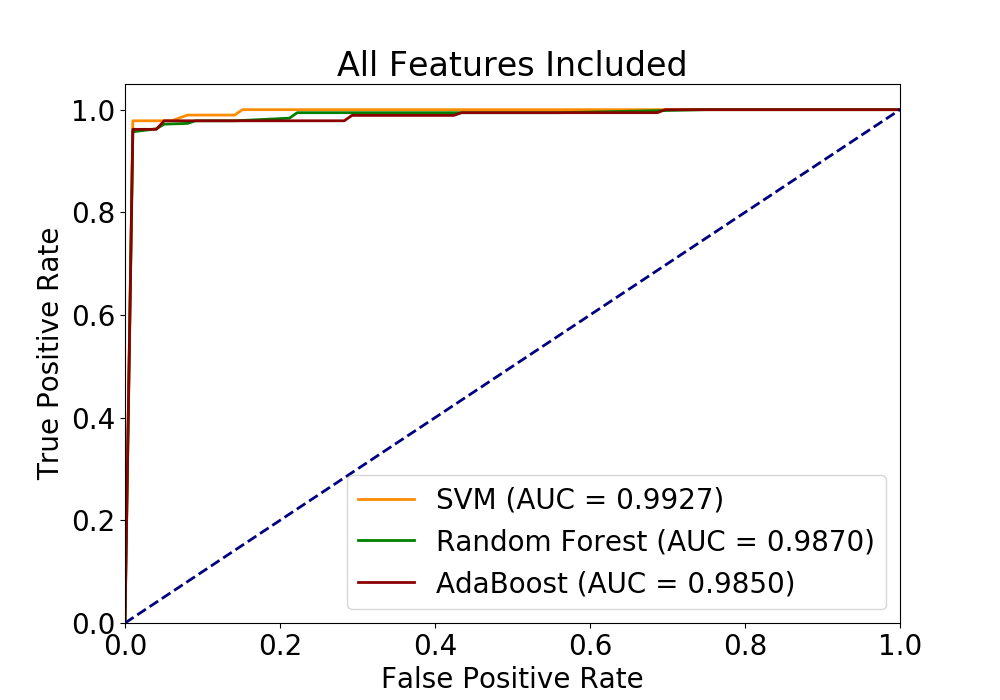 All Features Included
1.0
0.8
0.6
0.4
0.2
0.0
True Positive Rate
SVM (AUC = 0.9927)
Random Forest (AUC = 0.9870)
AdaBoost (AUC = 0.9850)
0.0 0.2 0.4 0.6 0.8 1.0
False Positive Rate